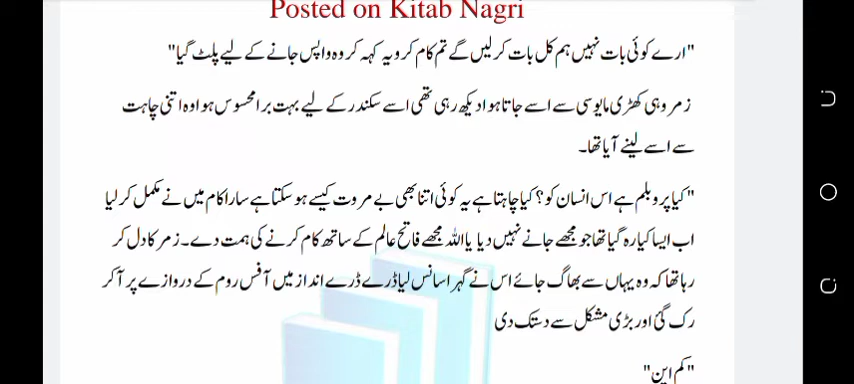 Posted on Kitab Nagri
"ارے کوئی بات نہیں ہم کل بات کر لیں گے تم کام کرو یہ کہہ کر وہ واپس جانے کے لیے پلٹ گیا"
زمر وہی کھڑی مایوسی سے اسے جاتا ہوا دیکھ رہی تھی اسے سکندر کے لیے بہت برا محسوس ہوا وہ اتنی چاہت
سے اسے لینے آیا تھا۔
"کیا پروبلم ہے اس انسان کو؟ کیا چاہتا ہے یہ کوئی اتنا بھی بے مروت کیسے ہو سکتا ہے سارا کام میں نے مکمل کر لیا
اب ایسا کیا رہ گیا تھا جو مجھے جانے نہیں دیا یا اللہ مجھے فاتح عالم کے ساتھ کام کرنے کی ہمت دے۔ زمر کا دل کر
رہا تھا کہ وہ یہاں سے بھاگ جائے اس نے گہرا سانس لیا ڈرے ڈرے انداز میں آفس روم کے دروازے پر آ کر
رک گئی اور بڑی مشکل سے دستک دی
"کم این"